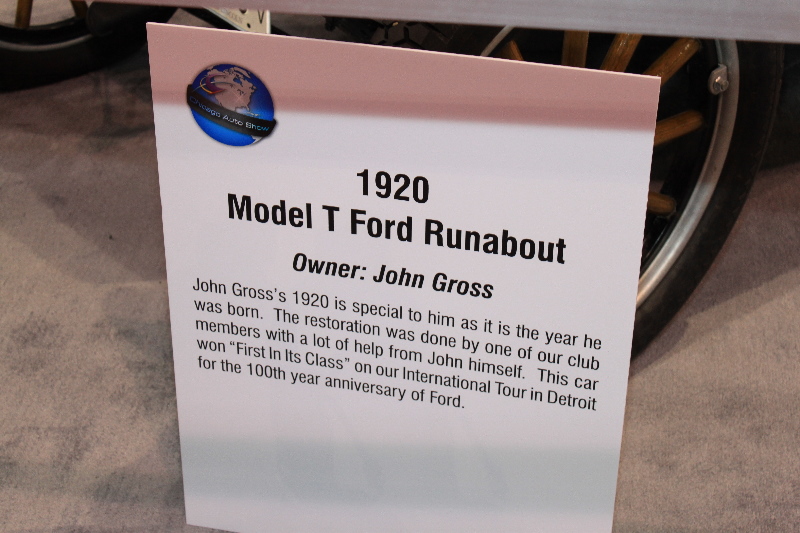 Chicago Auto Show
1920
Model T Ford Runabout
Owner: John Gross
John Gross's 1920 is special to him as it is the year he
was born. The restoration was done by one of our club
members with a lot of help from John himself. This car
won "First In Its Class" on our International Tour in Detroit
for the 100th year anniversary of Ford.